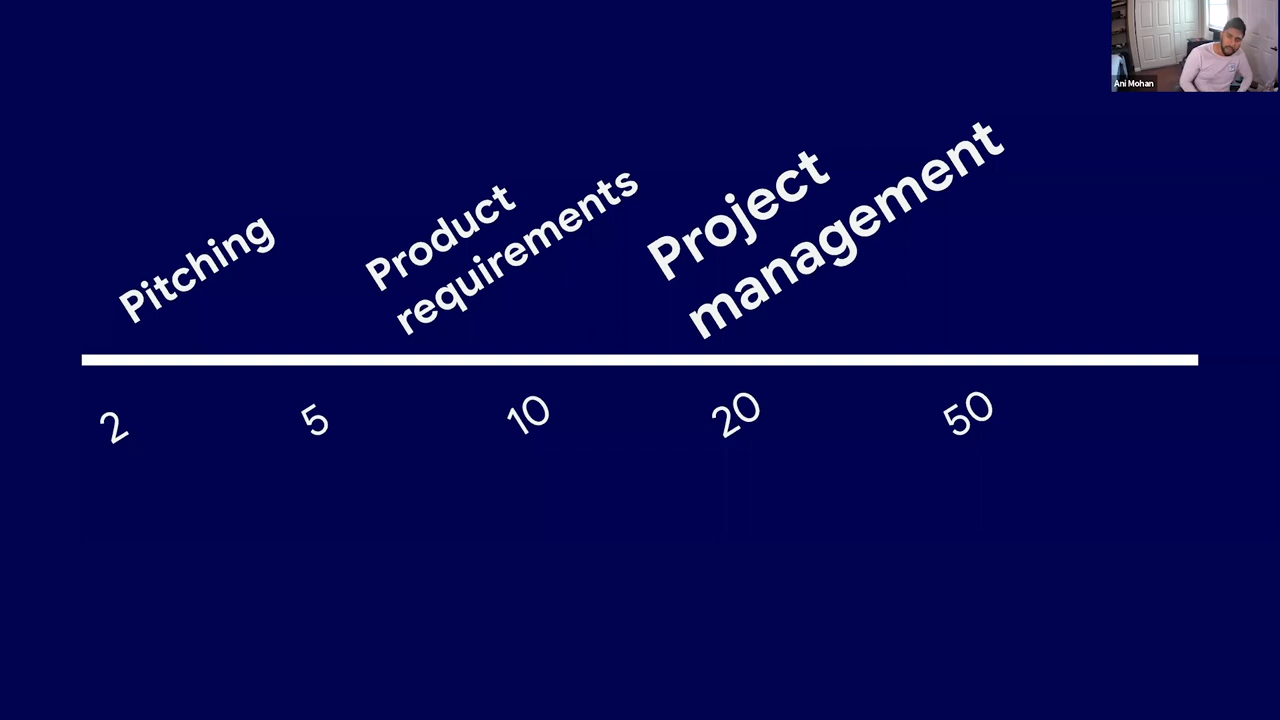 Ani Mohan
Pitching
Product
requirements
Project
management
2
5
10
20
50